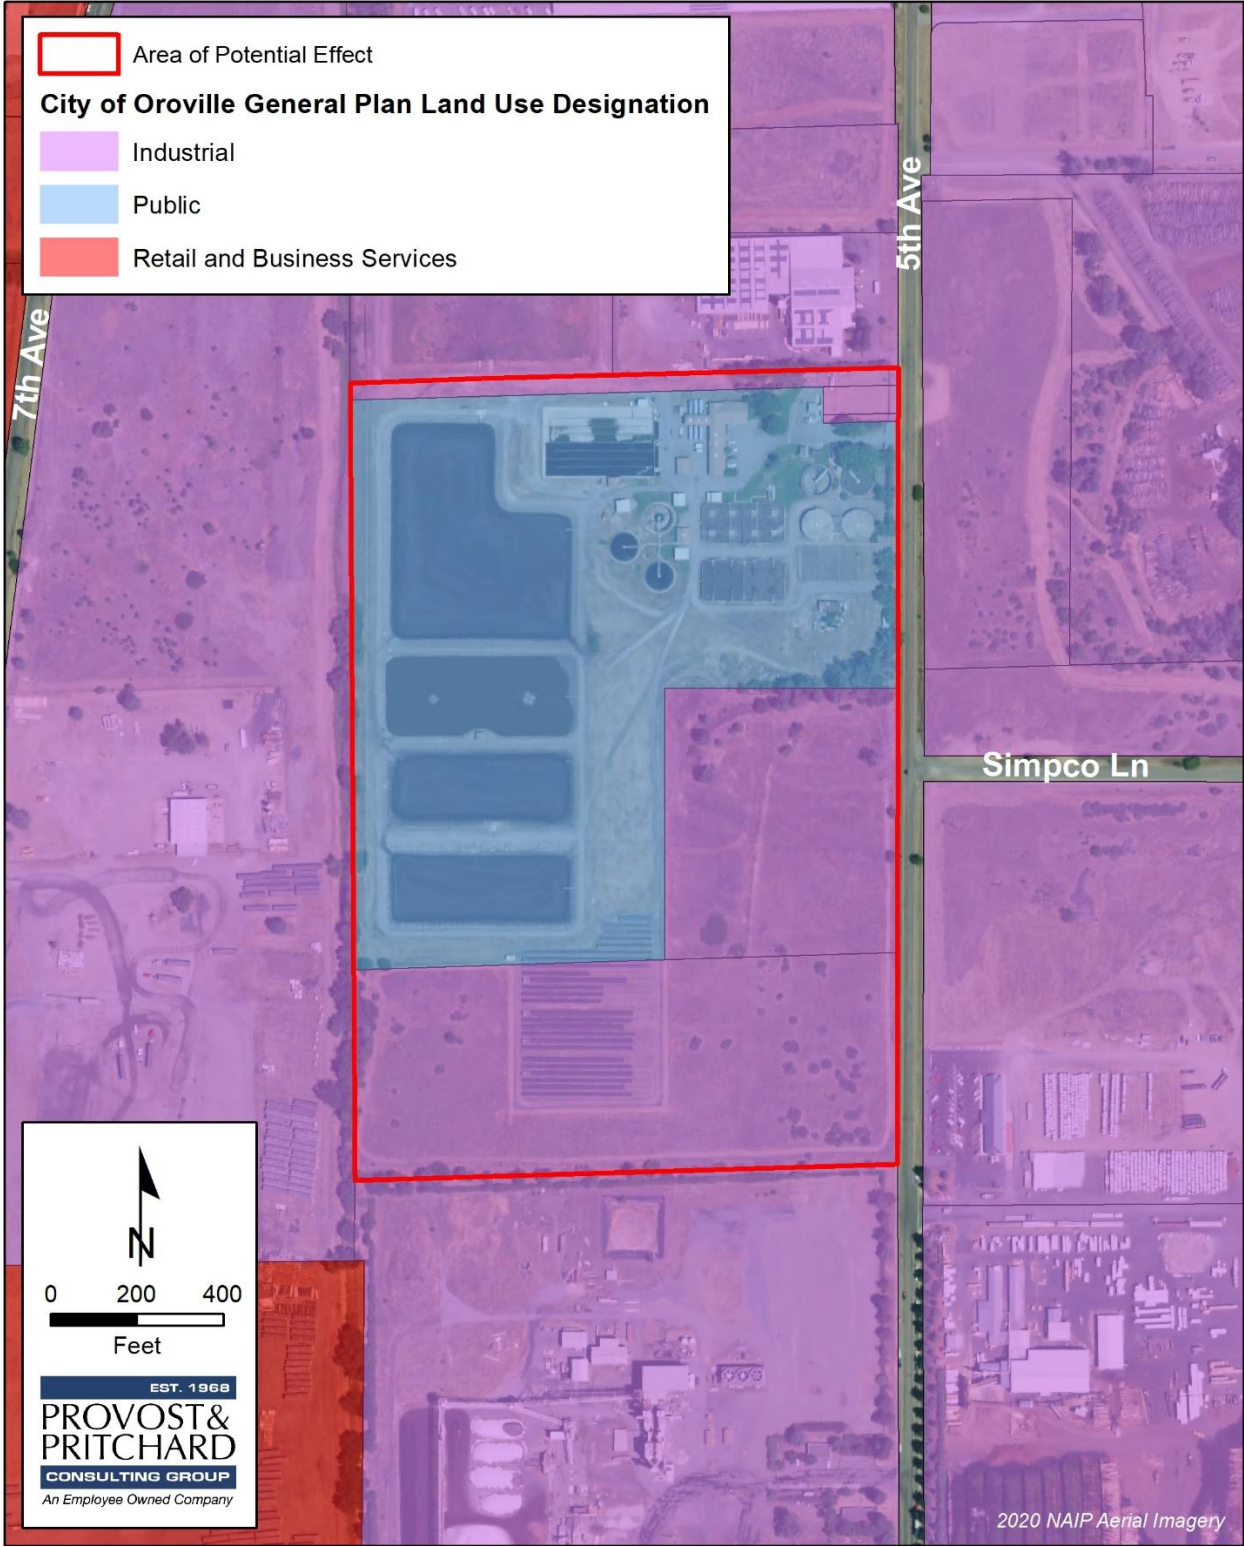 Area of Potential Effect
City of Oroville General Plan Land Use Designation
Industrial
Public
Retail and Business Services
5th Ave
7th Ave
Simpco Ln
N
0 200 400
Feet
EST. 1968
PROVOST&
PRITCHARD
CONSULTING GROUP
An Employee Owned Company
2020 NAIP Aerial Imagery